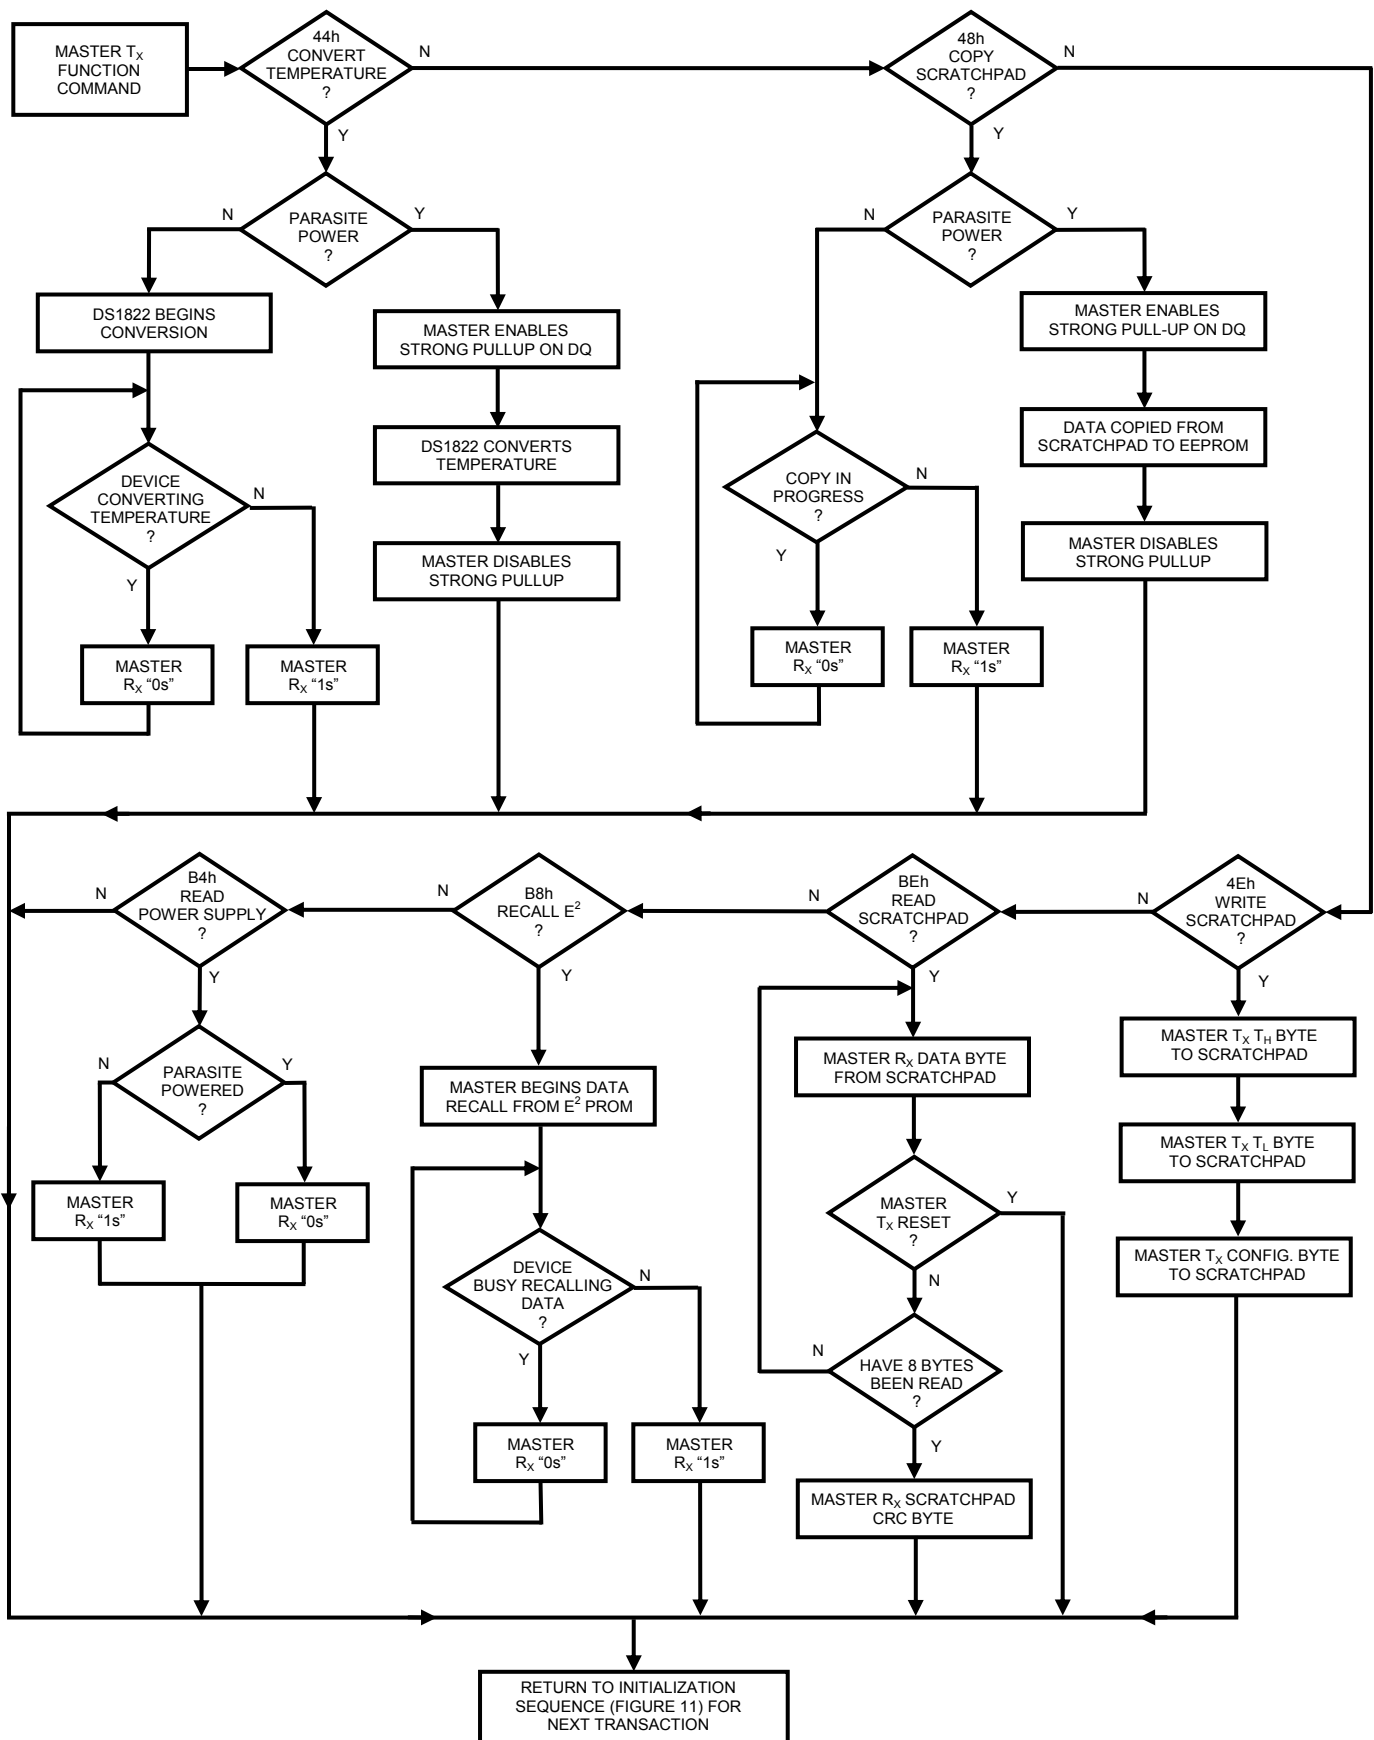 MASTER TX
FUNCTION
COMMAND
44h
CONVERT
TEMPERATURE
?
N
Y
48h
COPY
SCRATCHPAD
?
N
Y
PARASITE
POWER
?
N
Y
DS1822 BEGINS
CONVERSION
MASTER ENABLES
STRONG PULLUP ON DQ
DS1822 CONVERTS
TEMPERATURE
MASTER DISABLES
STRONG PULLUP
DEVICE
CONVERTING
TEMPERATURE
?
N
Y
MASTER
RX “0s”
MASTER
RX “1s”
PARASITE
POWER
?
N
Y
MASTER ENABLES
STRONG PULL-UP ON DQ
DATA COPIED FROM
SCRATCHPAD TO EEPROM
MASTER DISABLES
STRONG PULLUP
COPY IN
PROGRESS
?
N
Y
MASTER
RX “0s”
MASTER
RX “1s”
B4h
READ
POWER SUPPLY
?
N
Y
B8h
RECALL E2
?
N
Y
BEh
READ
SCRATCHPAD
?
N
Y
4Eh
WRITE
SCRATCHPAD
?
N
Y
PARASITE
POWERED
?
N
Y
MASTER
RX “1s”
MASTER
RX “0s”
MASTER BEGINS DATA
RECALL FROM E2 PROM
DEVICE
BUSY RECALLING
DATA
?
N
Y
MASTER
RX “0s”
MASTER
RX “1s”
MASTER RX DATA BYTE
FROM SCRATCHPAD
MASTER
TX RESET
?
Y
N
HAVE 8 BYTES
BEEN READ
?
N
Y
MASTER RX SCRATCHPAD
CRC BYTE
MASTER TX TH BYTE
TO SCRATCHPAD
MASTER TX TL BYTE
TO SCRATCHPAD
MASTER TX CONFIG. BYTE
TO SCRATCHPAD
RETURN TO INITIALIZATION
SEQUENCE (FIGURE 11) FOR
NEXT TRANSACTION